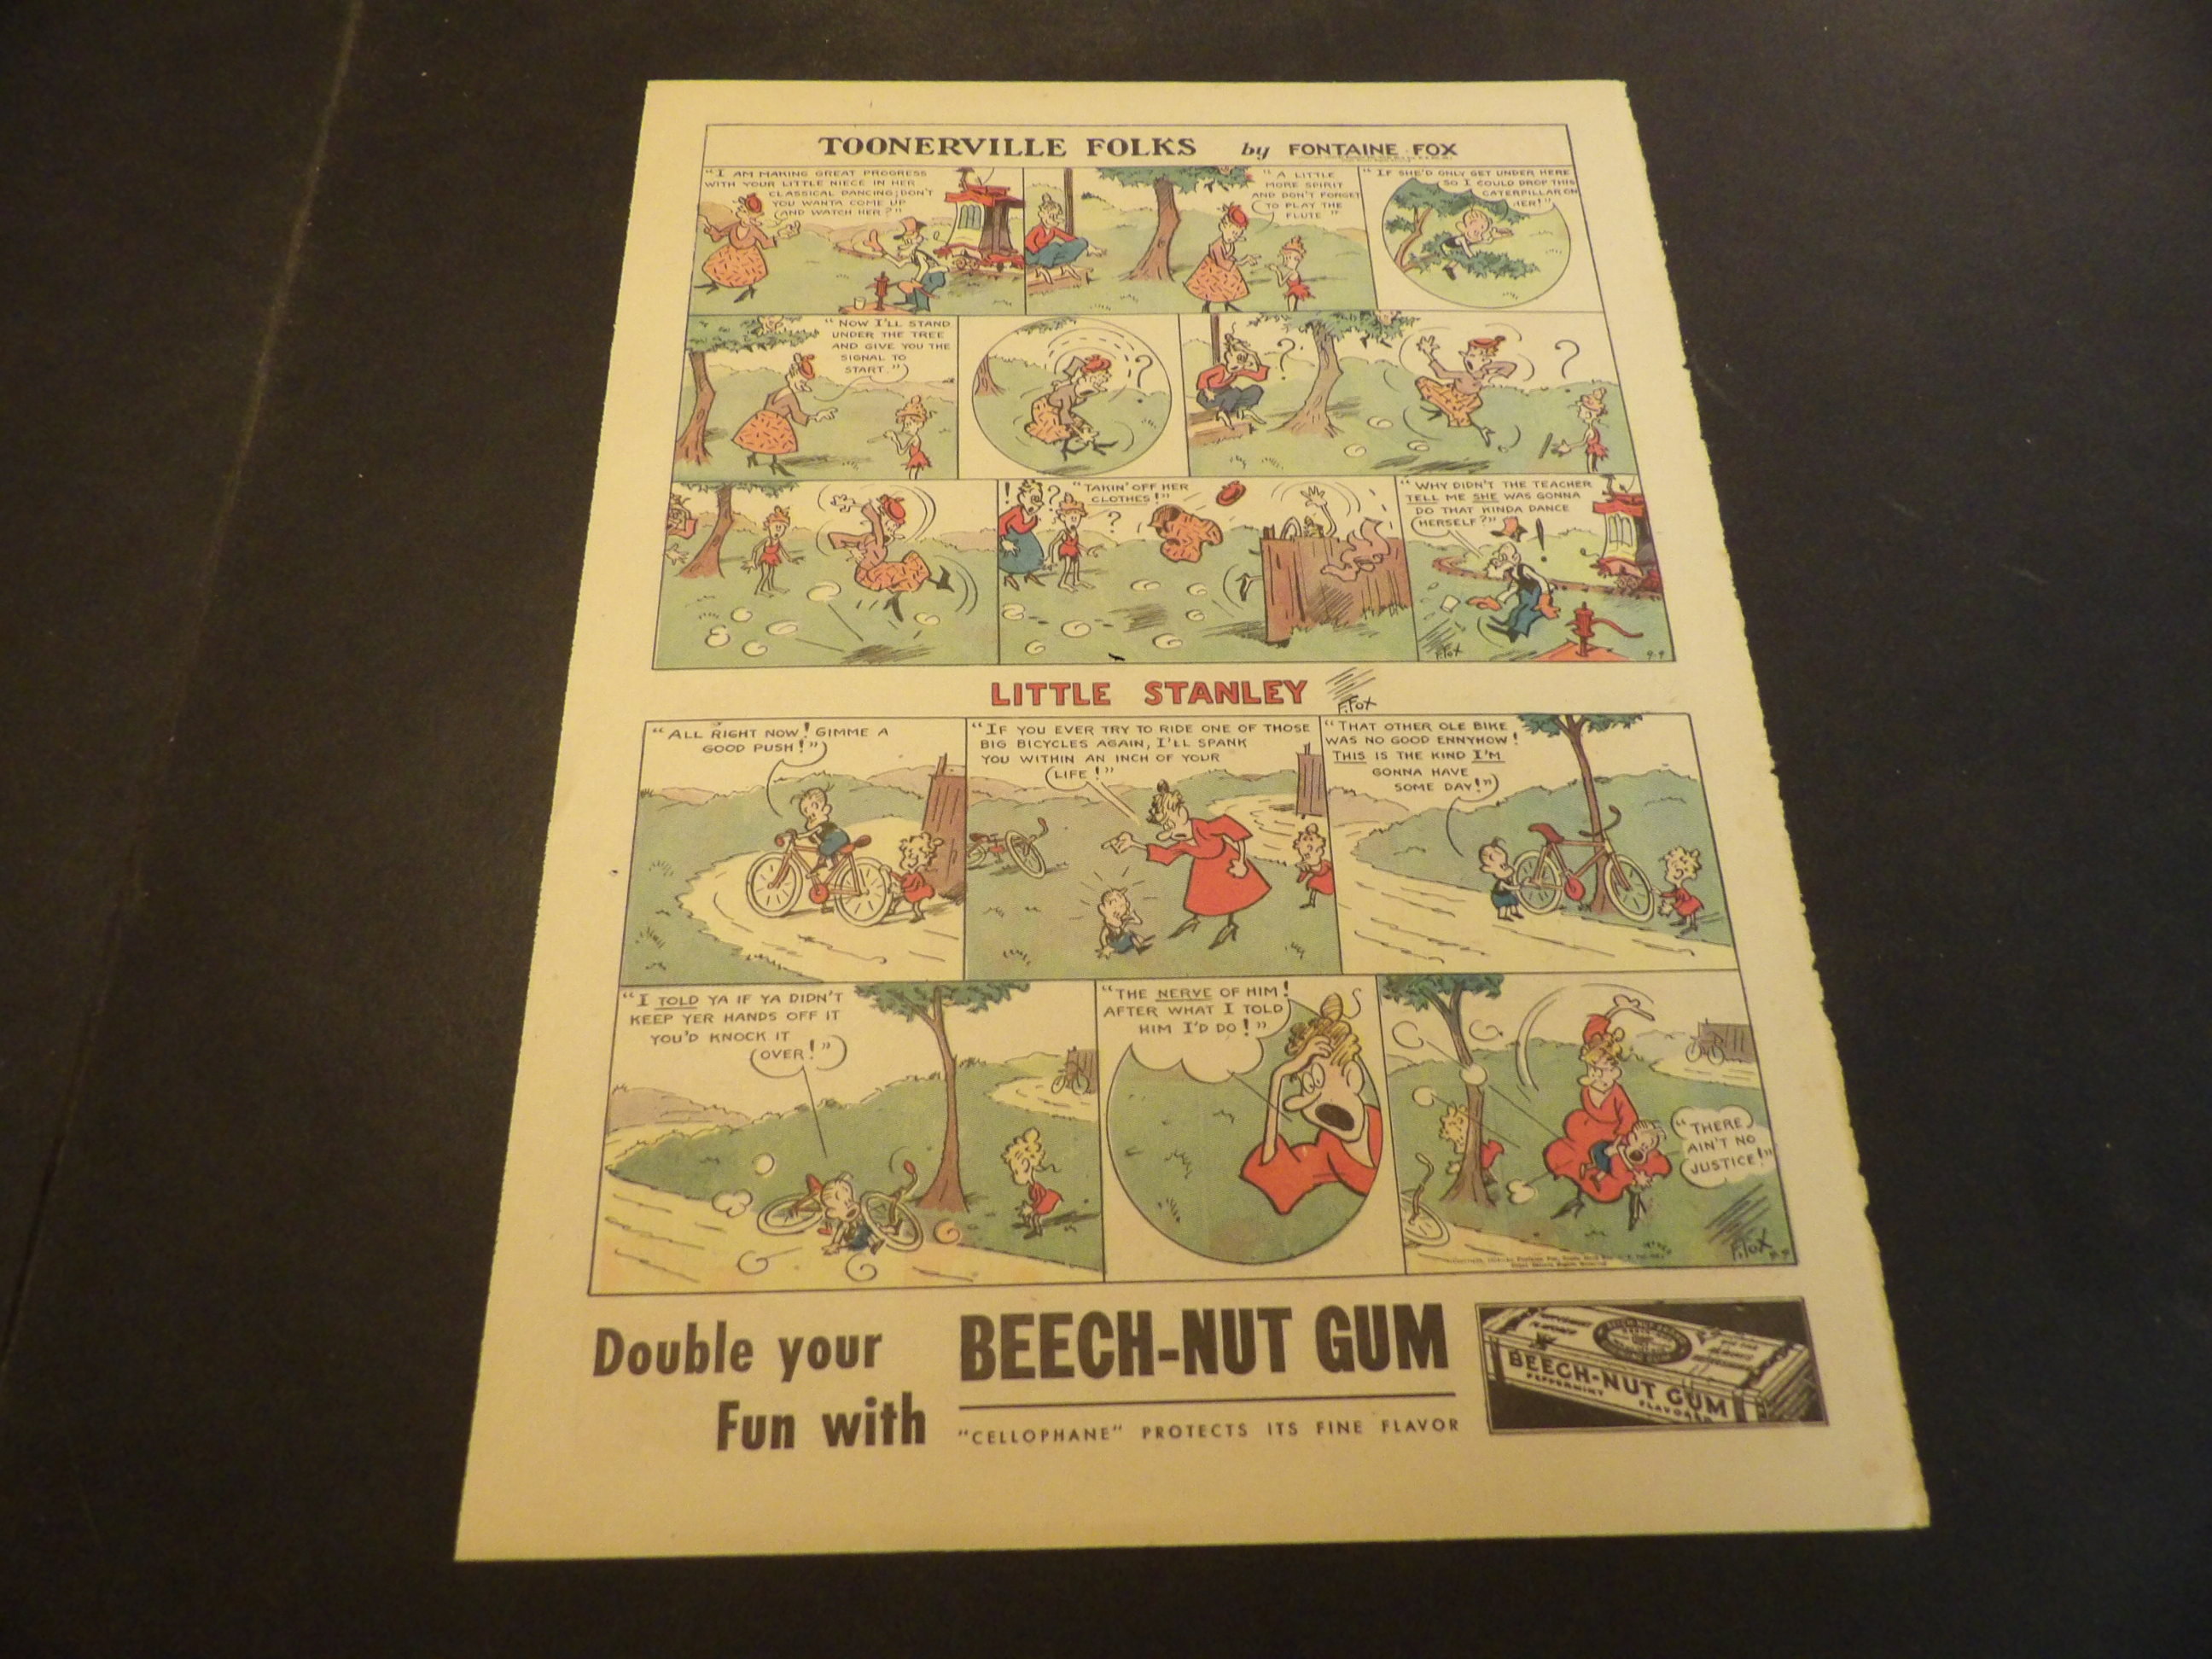 TOONERVILLE FOLKS by FONTAINE FOX
"I AM MAKING GREAT PROGRESS
WITH YOUR LITTLE NIECE IN HER
CLASSICAL DANCING; DON'T
YOU WANTA COME UP
AND WATCH HER?"
"A LITTLE
MORE SPIRIT
AND DON'T FORGET
TO PLAY THE
FLUTE"
"IF SHE'D ONLY GET UNDER HERE
SO I COULD DROP THIS
CATERPILLAR ON
HER!"
"NOW I'LL STAND
UNDER THE TREE
AND GIVE YOU THE
SIGNAL TO
START."
?
?
?
! ?
"TAKIN' OFF HER
CLOTHES!"
?
"WHY DIDN'T THE TEACHER
TELL ME SHE WAS GONNA
DO THAT KINDA DANCE
HERSELF?"
!
F.Fox
9-9
LITTLE STANLEY
F.Fox
"ALL RIGHT NOW! GIMME A
GOOD PUSH!"
"IF YOU EVER TRY TO RIDE ONE OF THOSE
BIG BICYCLES AGAIN, I'LL SPANK
YOU WITHIN AN INCH OF YOUR
LIFE!"
"THAT OTHER OLE BIKE
WAS NO GOOD ENNYHOW!
THIS IS THE KIND I'M
GONNA HAVE
SOME DAY!"
"I TOLD YA IF YA DIDN'T
KEEP YER HANDS OFF IT
YOU'D KNOCK IT
OVER!"
"THE NERVE OF HIM!
AFTER WHAT I TOLD
HIM I'D DO!"
"THERE
AIN'T NO
JUSTICE!"
F.Fox
Double your
Fun with
BEECH-NUT GUM
"CELLOPHANE" PROTECTS ITS FINE FLAVOR
BEECH-NUT GUM
PEPPERMINT
FLAVOR